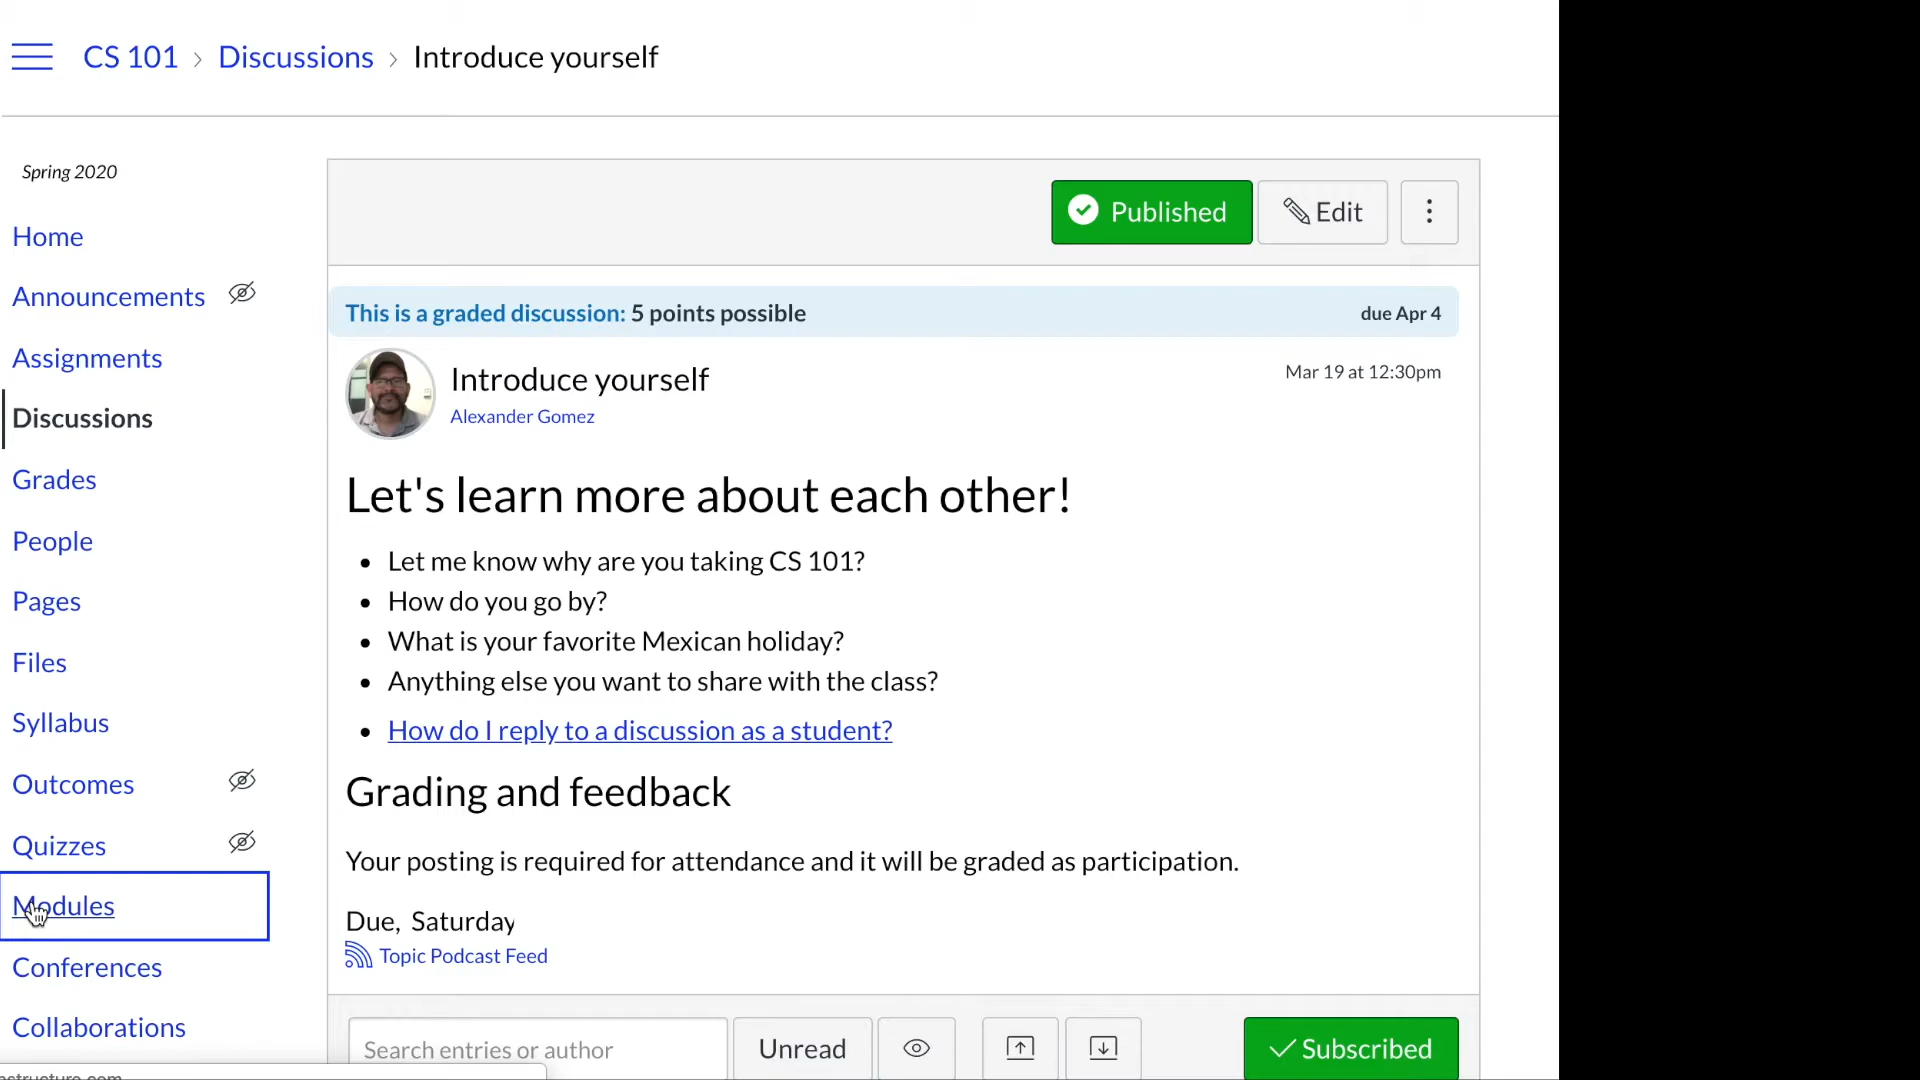 CS 101 › Discussions › Introduce yourself
Spring 2020
Home
Announcements
Assignments
Discussions
Grades
People
Pages
Files
Syllabus
Outcomes
Quizzes
Modules
Conferences
Collaborations
Published
Edit
This is a graded discussion: 5 points possible
due Apr 4
Introduce yourself
Mar 19 at 12:30pm
Alexander Gomez
Let's learn more about each other!
• Let me know why are you taking CS 101?
• How do you go by?
• What is your favorite Mexican holiday?
• Anything else you want to share with the class?
• How do I reply to a discussion as a student?
Grading and feedback
Your posting is required for attendance and it will be graded as participation.
Due, Saturday
Topic Podcast Feed
Search entries or author
Unread
Subscribed